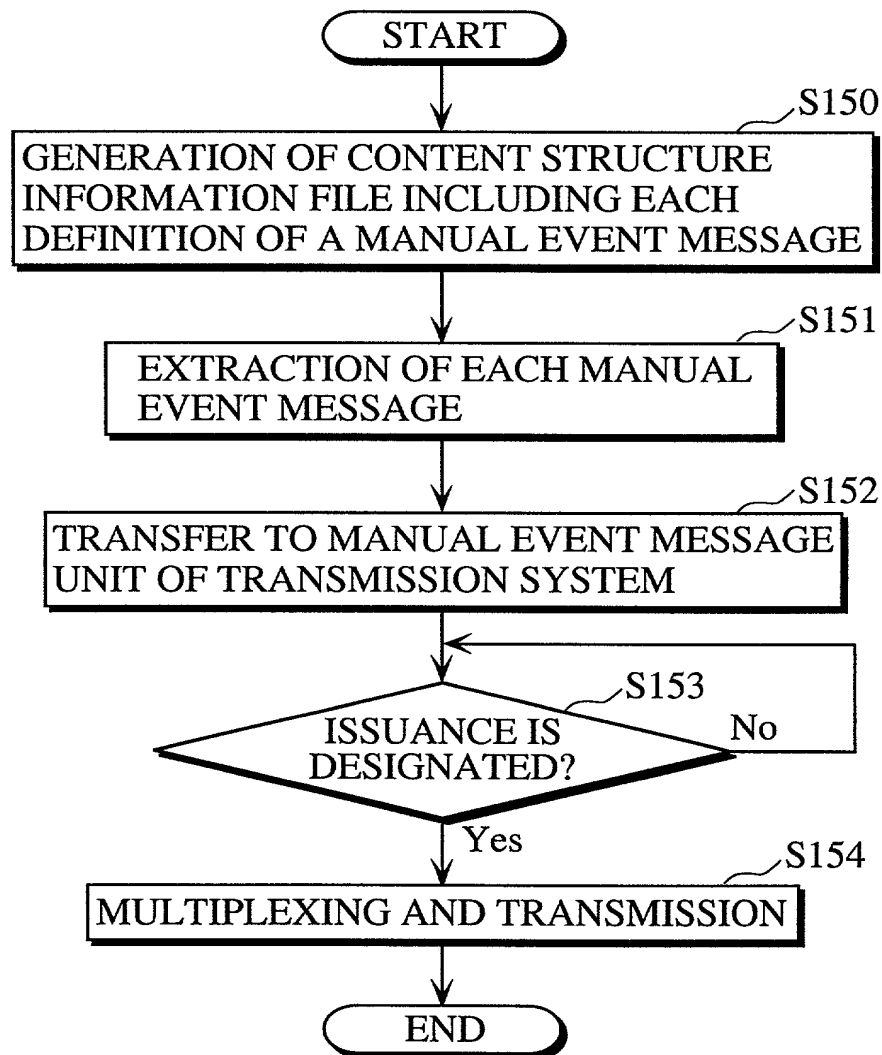 START
S150
GENERATION OF CONTENT STRUCTURE
INFORMATION FILE INCLUDING EACH
DEFINITION OF A MANUAL EVENT MESSAGE
S151
EXTRACTION OF EACH MANUAL
EVENT MESSAGE
S152
TRANSFER TO MANUAL EVENT MESSAGE
UNIT OF TRANSMISSION SYSTEM
S153
ISSUANCE IS
DESIGNATED?
No
Yes
S154
MULTIPLEXING AND TRANSMISSION
END